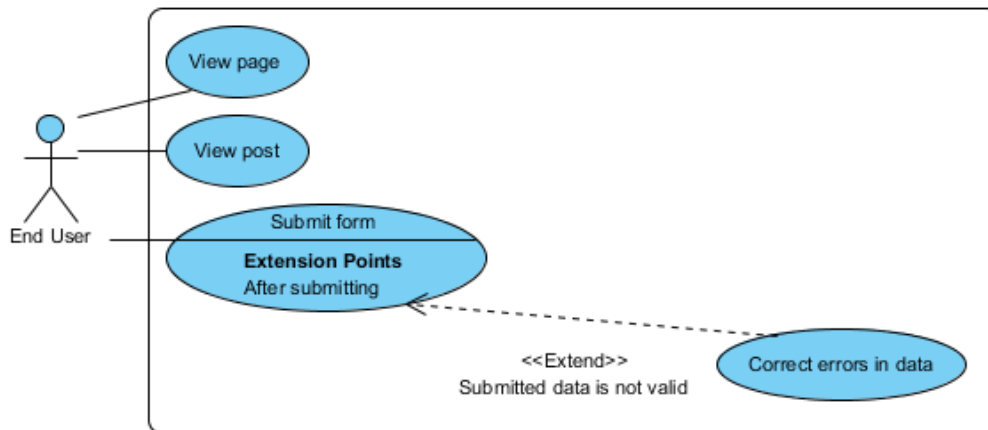 View page
View post
End User
Submit form
Extension Points
After submitting
<<Extend>>
Submitted data is not valid
Correct errors in data